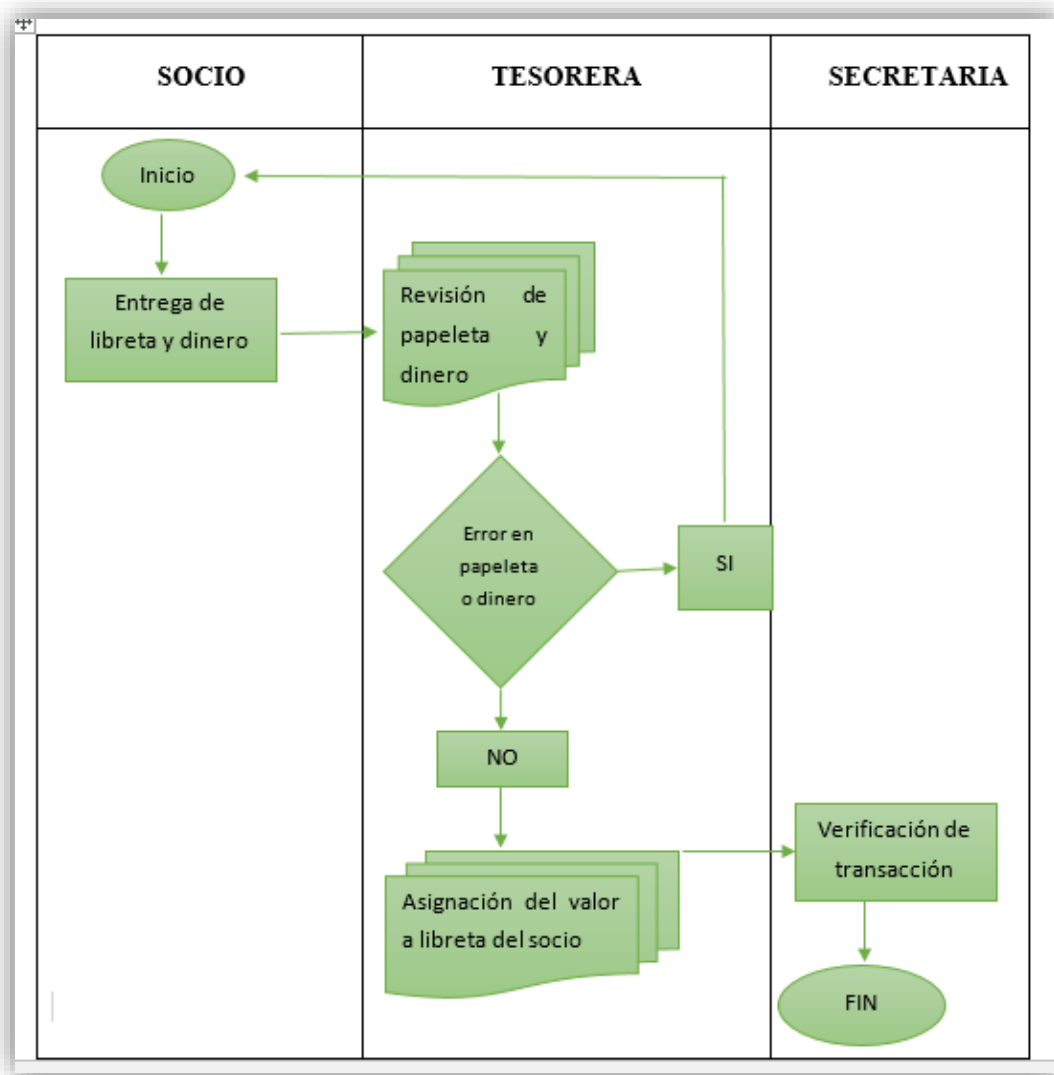 SOCIO
TESORERA
SECRETARIA
Inicio
Entrega de
libreta y dinero
Revisión de
papeleta y
dinero
Error en
papeleta
o dinero
SI
NO
Asignación del valor
a libreta del socio
Verificación de
transacción
FIN